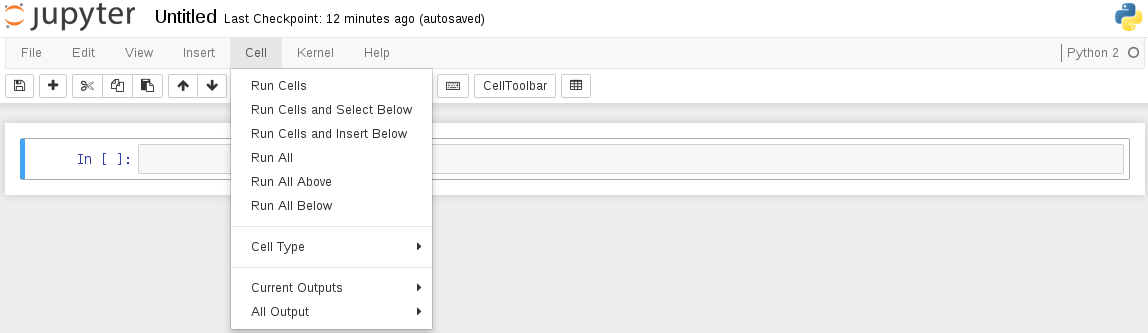 jupyter Untitled Last Checkpoint: 12 minutes ago (autosaved)
File Edit View Insert Cell Kernel Help Python 2
CellToolbar
Run Cells
Run Cells and Select Below
Run Cells and Insert Below
In [ ]:
Run All
Run All Above
Run All Below
Cell Type
Current Outputs
All Output